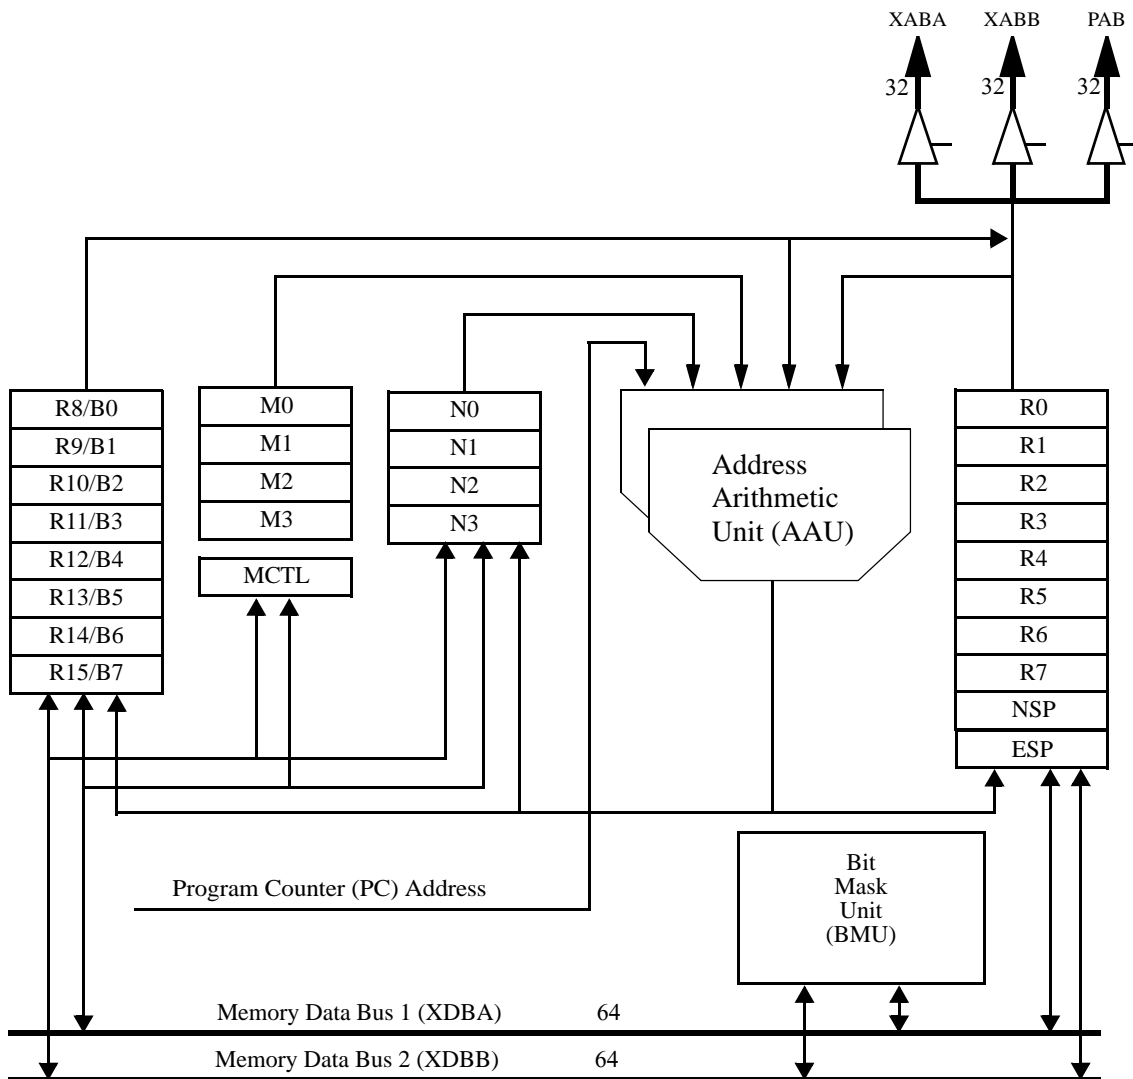 XABA XABB PAB
32 32 32
R8/B0
R9/B1
R10/B2
R11/B3
R12/B4
R13/B5
R14/B6
R15/B7
M0
M1
M2
M3
MCTL
N0
N1
N2
N3
Address
Arithmetic
Unit (AAU)
R0
R1
R2
R3
R4
R5
R6
R7
NSP
ESP
Program Counter (PC) Address
Bit
Mask
Unit
(BMU)
Memory Data Bus 1 (XDBA) 64
Memory Data Bus 2 (XDBB) 64